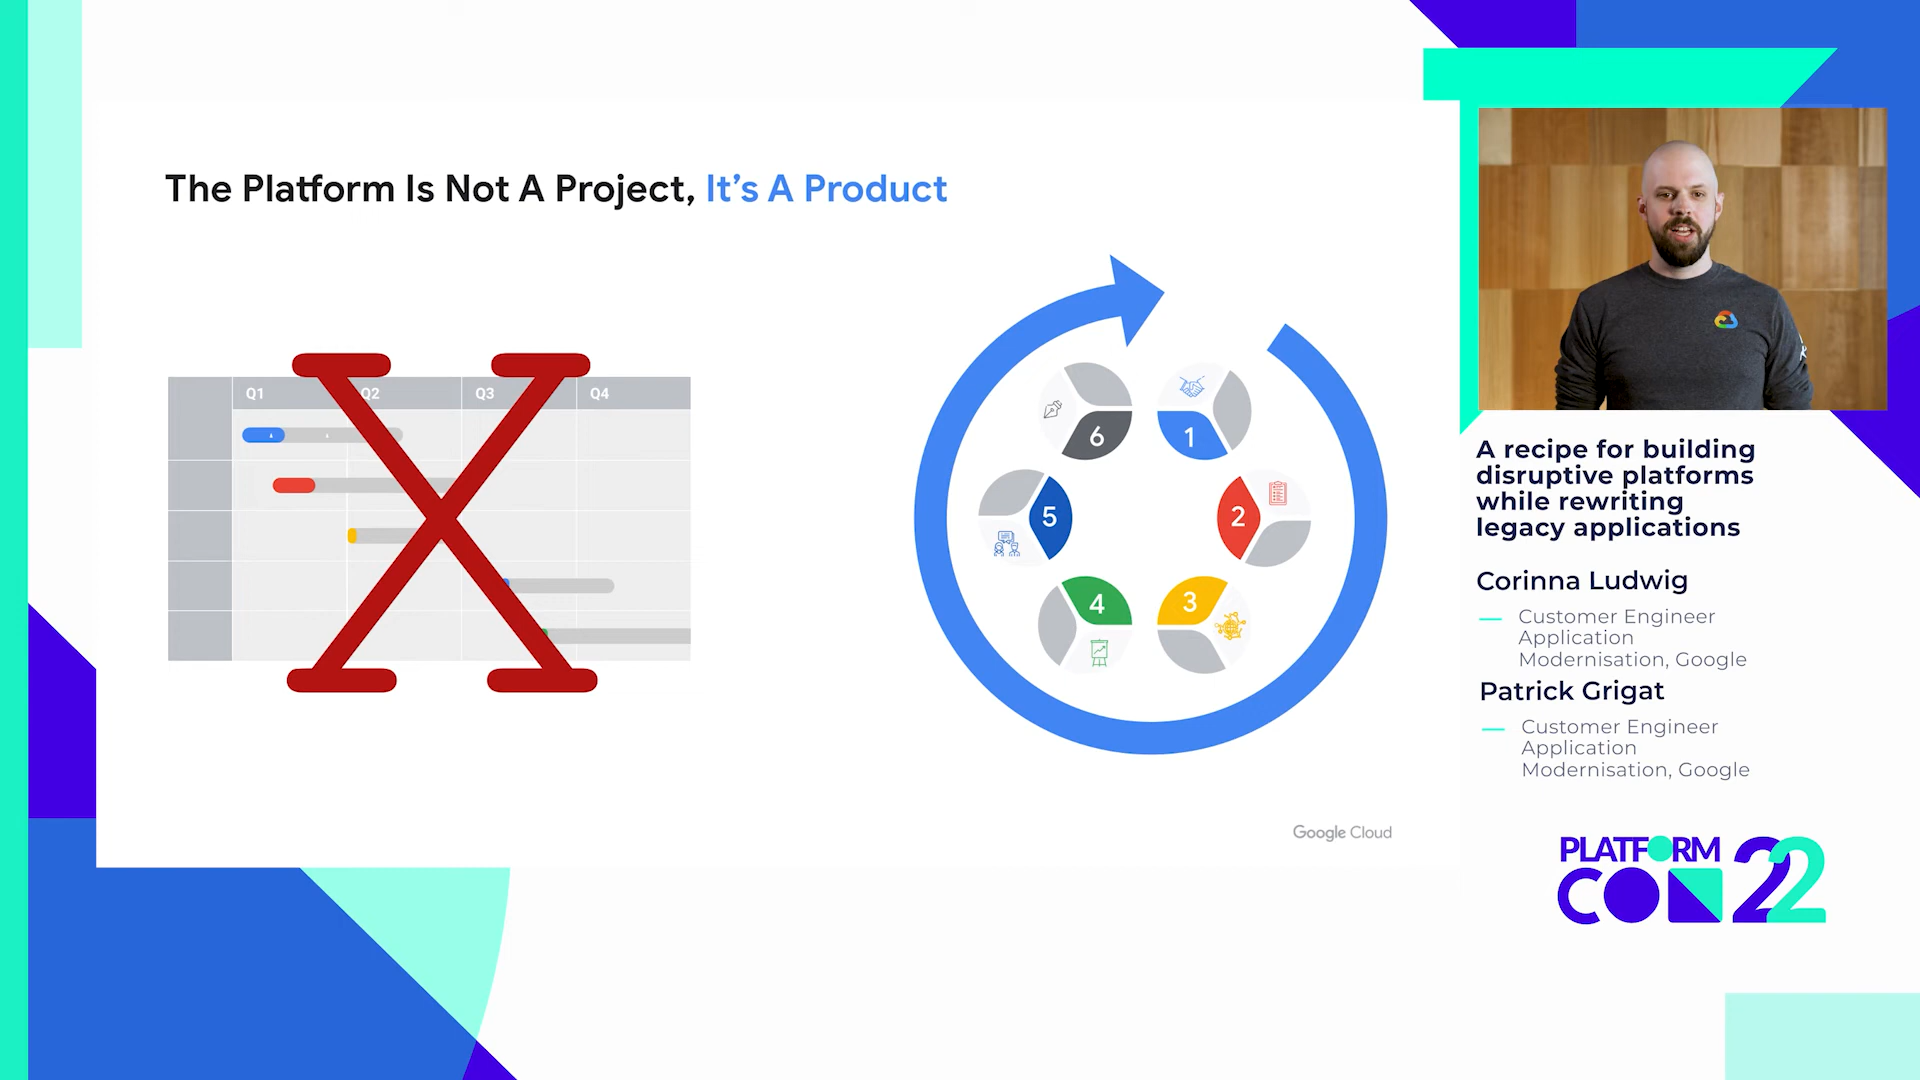 The Platform Is Not A Project, It's A Product
Q1 Q2 Q3 Q4
6 1
5 2
4 3
Google Cloud
A recipe for building
disruptive platforms
while rewriting
legacy applications
Corinna Ludwig
Customer Engineer
Application
Modernisation, Google
Patrick Grigat
Customer Engineer
Application
Modernisation, Google
PLATFORM
CON 22